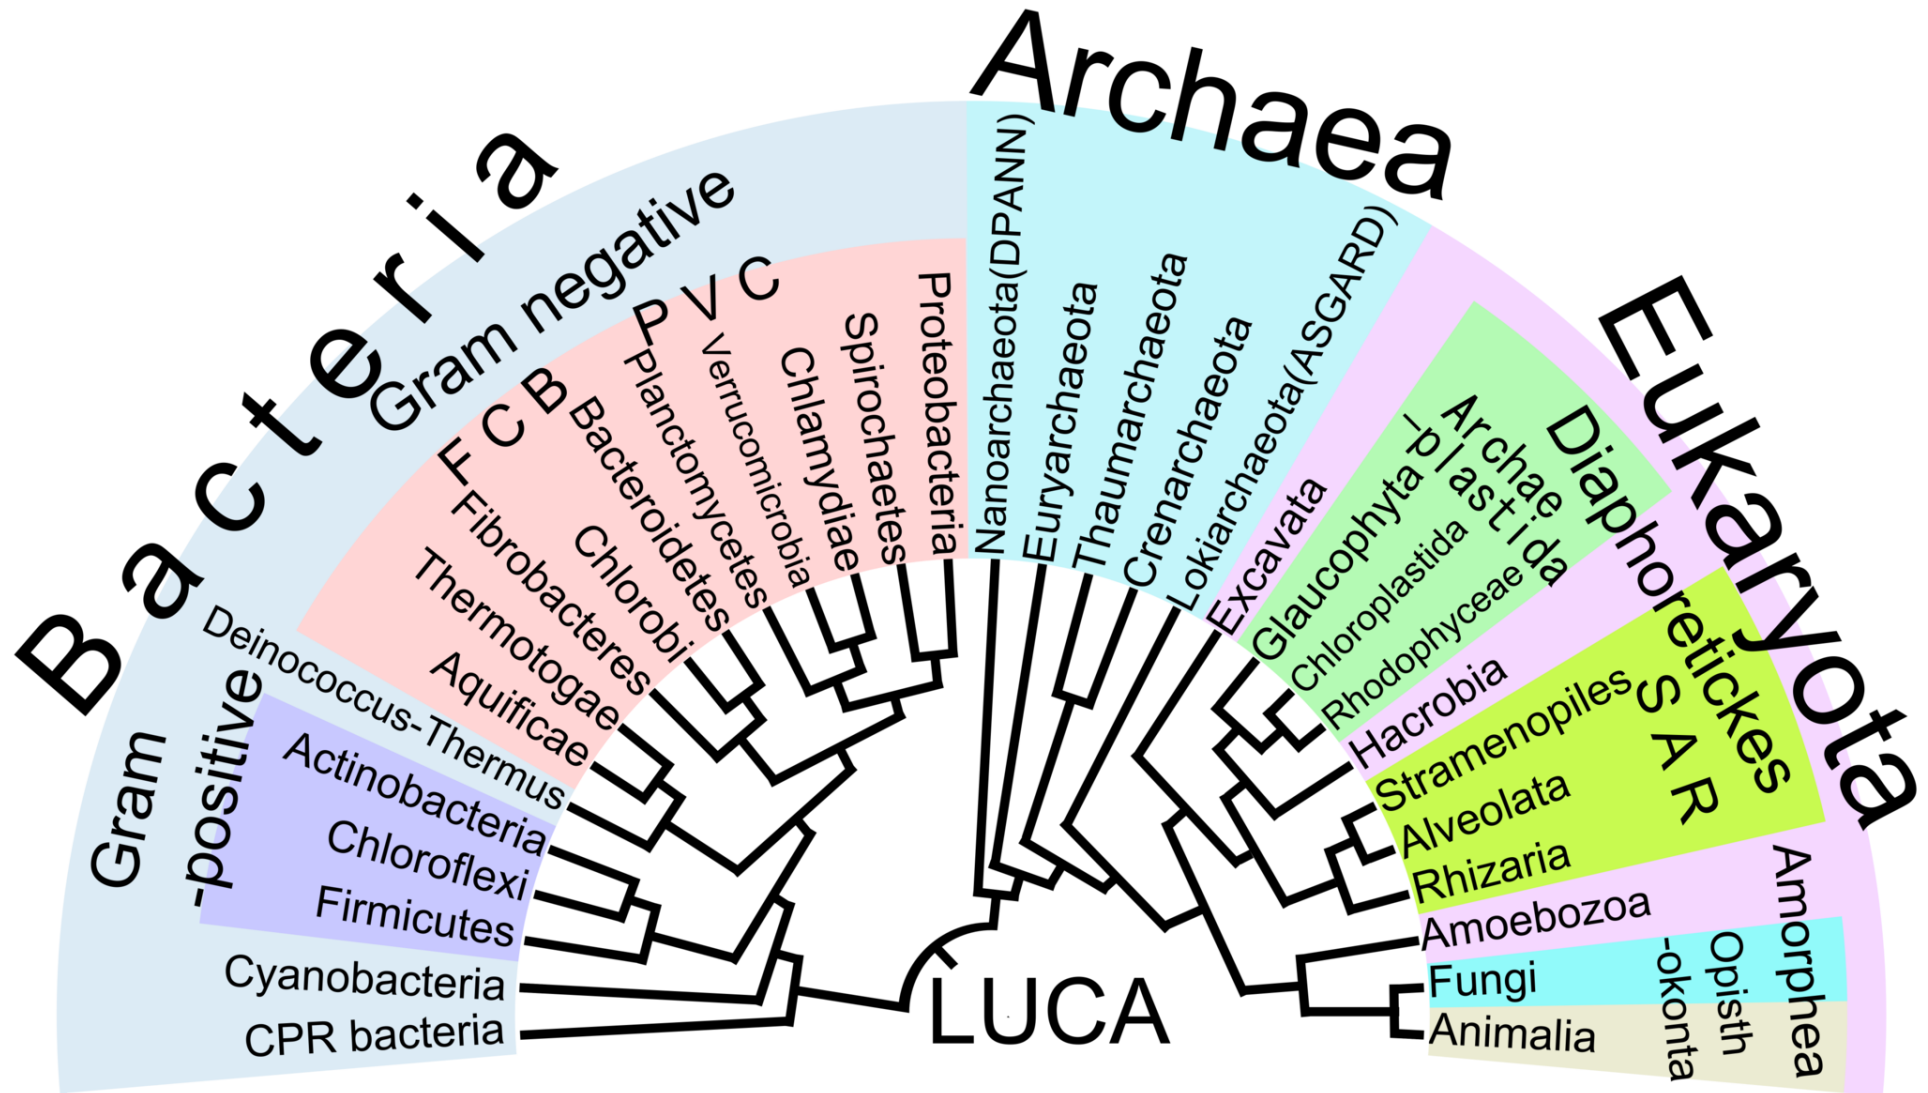 Bacteria
Archaea
Eukaryota
Gram negative
Gram
-positive
F C B
P V C
CPR bacteria
Cyanobacteria
Firmicutes
Chloroflexi
Actinobacteria
Deinococcus-Thermus
Aquificae
Thermotogae
Fibrobacteres
Chlorobi
Bacteroidetes
Planctomycetes
Verrucomicrobia
Chlamydiae
Spirochaetes
Proteobacteria
Nanoarchaeota(DPANN)
Euryarchaeota
Thaumarchaeota
Crenarchaeota
Lokiarchaeota(ASGARD)
Excavata
Archae
-plastida
Diaphoretickes
Glaucophyta
Chloroplastida
Rhodophyceae
Hacrobia
S A R
Stramenopiles
Alveolata
Rhizaria
Amorphea
Amoebozoa
Opisth
-okonta
Fungi
Animalia
LUCA